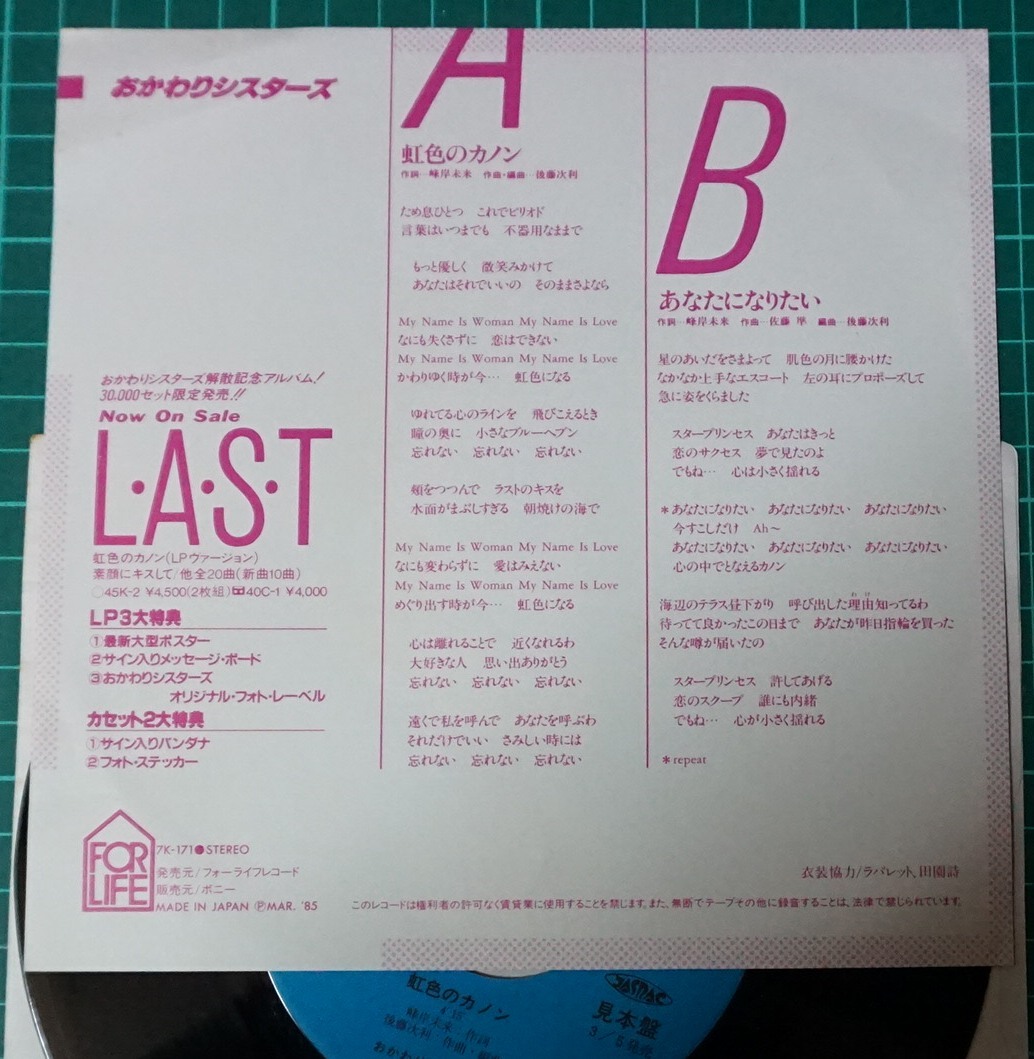 おかわりシスターズ
おかわりシスターズ解散記念アルバム!
30,000セット限定発売!!
Now On Sale
L・A・S・T
虹色のカノン(LPヴァージョン)
素顔にキスして/他全20曲(新曲10曲)
○45K-2 ¥4,500(2枚組)40C-1 ¥4,000
LP3大特典
①最新大型ポスター
②サイン入りメッセージ・ボード
③おかわりシスターズ
オリジナル・フォト・レーベル
カセット2大特典
①サイン入りバンダナ
②フォト・ステッカー
FOR
LIFE
7K-171●STEREO
発売元/フォーライフレコード
販売元/ポニー
MADE IN JAPAN ℗MAR. '85
A
虹色のカノン
作詞…峰岸未来 作曲・編曲…後藤次利
ため息ひとつ これでピリオド
言葉はいつまでも 不器用なままで
もっと優しく 微笑みかけて
あなたはそれでいいの そのままさよなら
My Name Is Woman My Name Is Love
なにも失くさずに 恋はできない
My Name Is Woman My Name Is Love
かわりゆく時が今… 虹色になる
ゆれてる心のラインを 飛びこえるとき
瞳の奥に 小さなブルーヘブン
忘れない 忘れない 忘れない
頬をつつんで ラストのキスを
水面がまぶしすぎる 朝焼けの海で
My Name Is Woman My Name Is Love
なにも変わらずに 愛はみえない
My Name Is Woman My Name Is Love
めぐり出す時が今… 虹色になる
心は離れることで 近くなれるわ
大好きな人 思い出ありがとう
忘れない 忘れない 忘れない
遠くで私を呼んで あなたを呼ぶわ
それだけでいい さみしい時には
忘れない 忘れない 忘れない
B
あなたになりたい
作詞…峰岸未来 作曲…佐藤 準 編曲…後藤次利
星のあいだをさまよって 肌色の月に腰かけた
なかなか上手なエスコート 左の耳にプロポーズして
急に姿をくらました
スタープリンセス あなたはきっと
恋のサクセス 夢で見たのよ
でもね… 心は小さく揺れる
*あなたになりたい あなたになりたい あなたになりたい
今すこしだけ Ah〜
あなたになりたい あなたになりたい あなたになりたい
心の中でとなえるカノン
海辺のテラス昼下がり 呼び出した理由知ってるわ
わけ
待ってて良かったこの日まで あなたが昨日指輪を買った
そんな噂が届いたの
スタープリンセス 許してあげる
恋のスクープ 誰にも内緒
でもね… 心が小さく揺れる
*repeat
衣装協力/ラパレット、田園詩
このレコードは権利者の許可なく賃貸業に使用することを禁じます。また、無断でテープその他に録音することは、法律で禁じられています。
虹色のカノン
4'15"
峰岸未来 作詞
後藤次利 作曲・編曲
おかわり
JASRAC
見本盤
3/5発売